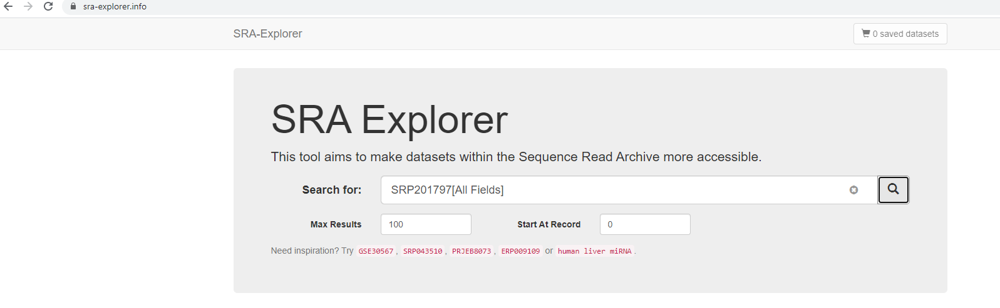 sra-explorer.info
SRA-Explorer
0 saved datasets
SRA Explorer
This tool aims to make datasets within the Sequence Read Archive more accessible.
Search for: SRP201797[All Fields]
Max Results 100 Start At Record 0
Need inspiration? Try GSE30567, SRP043510, PRJEB8073, ERP009109 or human liver miRNA.